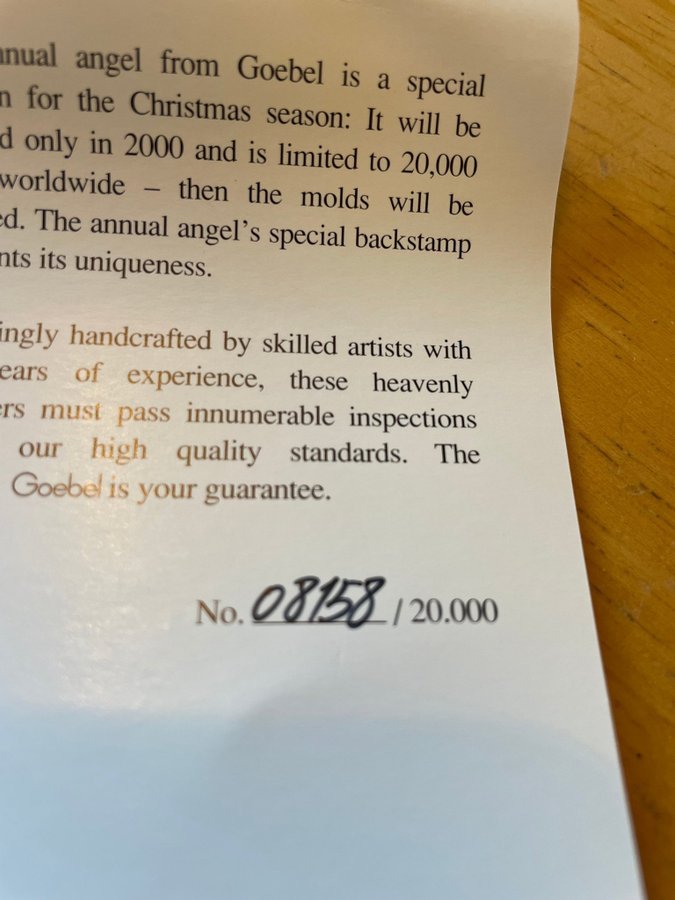 nnual angel from Goebel is a special
n for the Christmas season: It will be
d only in 2000 and is limited to 20,000
worldwide – then the molds will be
ed. The annual angel's special backstamp
nts its uniqueness.
ingly handcrafted by skilled artists with
ears of experience, these heavenly
ers must pass innumerable inspections
our high quality standards. The
Goebel is your guarantee.
No. 08158 / 20.000